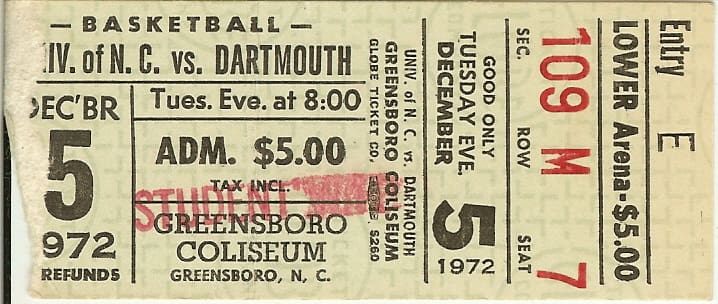 - BASKETBALL -
IV. of N. C. vs. DARTMOUTH
DEC'BR
5
1972
REFUNDS
Tues. Eve. at 8:00
ADM. $5.00
TAX INCL.
STUDENT
GREENSBORO
COLISEUM
GREENSBORO, N. C.
GLOBE TICKET CO. 5260
GREENSBORO COLISEUM
UNIV. of N. C. vs. DARTMOUTH
DECEMBER
TUESDAY EVE.
GOOD ONLY
5
1972
SEC. ROW SEAT
109 M 7
LOWER Arena-$5.00
Entry E